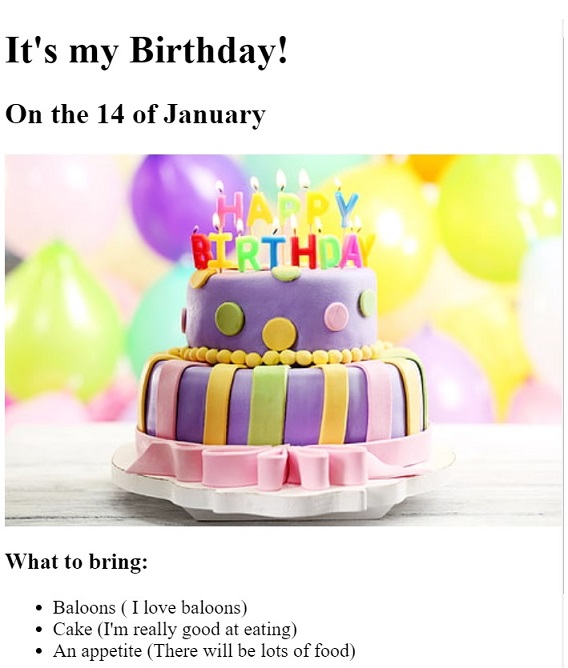 It's my Birthday!
On the 14 of January
HAPPY
BIRTHDAY
What to bring:
Baloons ( I love baloons)
Cake (I'm really good at eating)
An appetite (There will be lots of food)